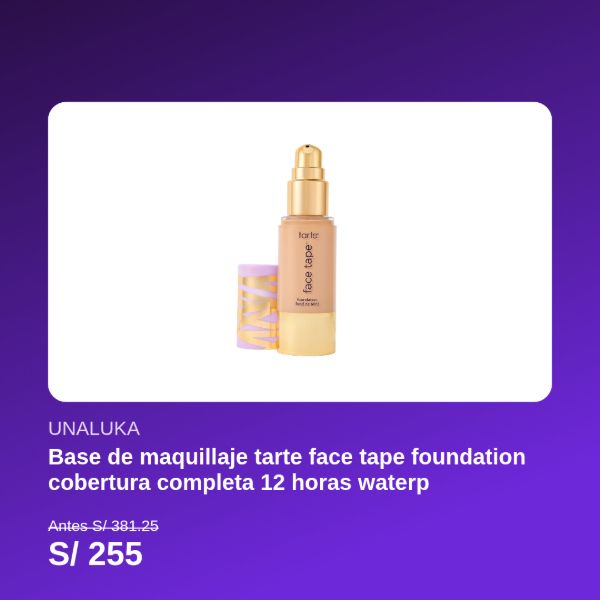 tarte
face tape
foundation
UNALUKA
Base de maquillaje tarte face tape foundation
cobertura completa 12 horas waterp
Antes S/ 381.25
S/ 255